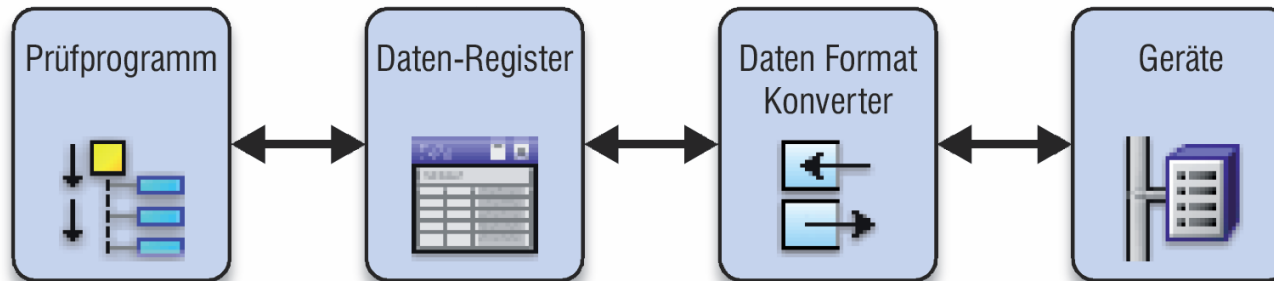 Prüfprogramm
Daten-Register
Daten Format
Konverter
Geräte